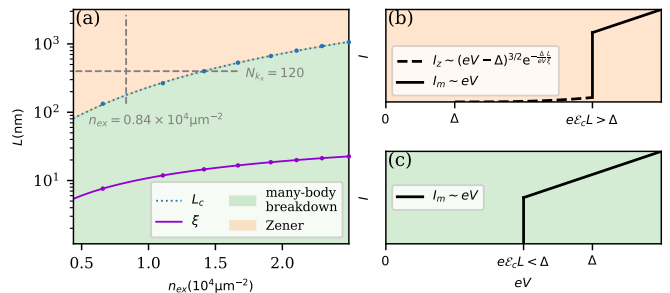 (a)
10³
10²
10¹
L(nm)
N_{k_x} = 120
n_{ex} = 0.84 × 10⁴μm⁻²
L_c
ξ
many-body
breakdown
Zener
0.5
1.0
1.5
2.0
n_{ex}(10⁴μm⁻²)
(b)
I
I_z ~ (eV − Δ)^{3/2}e^{−\frac{Δ}{eV}\frac{L}{ξ}}
I_m ~ eV
0
Δ
eℰ_cL > Δ
(c)
I
I_m ~ eV
0
eℰ_cL < Δ
Δ
eV